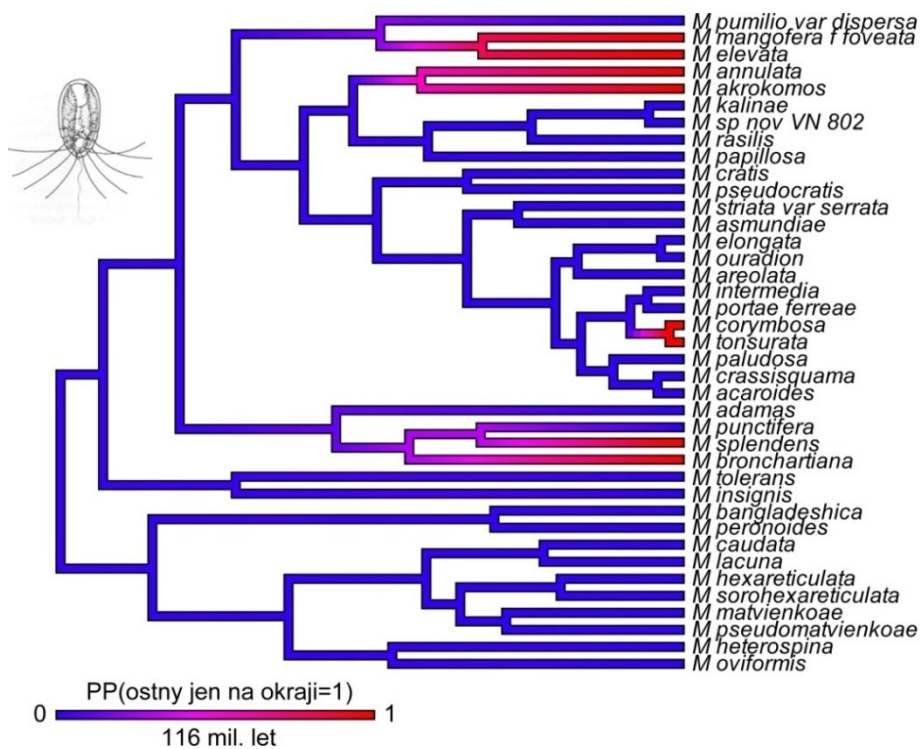 M pumilio var dispersa
M mangofera f foveata
M elevata
M annulata
M akrokomos
M kalinae
M sp nov VN 802
M rasilis
M papillosa
M cratis
M pseudocratis
M striata var serrata
M asmundiae
M elongata
M ouradion
M areolata
M intermedia
M portae ferreae
M corymbosa
M tonsurata
M paludosa
M crassisquama
M acaroides
M adamas
M punctifera
M splendens
M bronchartiana
M tolerans
M insignis
M bangladeshica
M peronoides
M caudata
M lacuna
M hexareticulata
M sorohexareticulata
M matvienkoae
M pseudomatvienkoae
M heterospina
M oviformis
PP(ostny jen na okraji=1)
0 1
116 mil. let